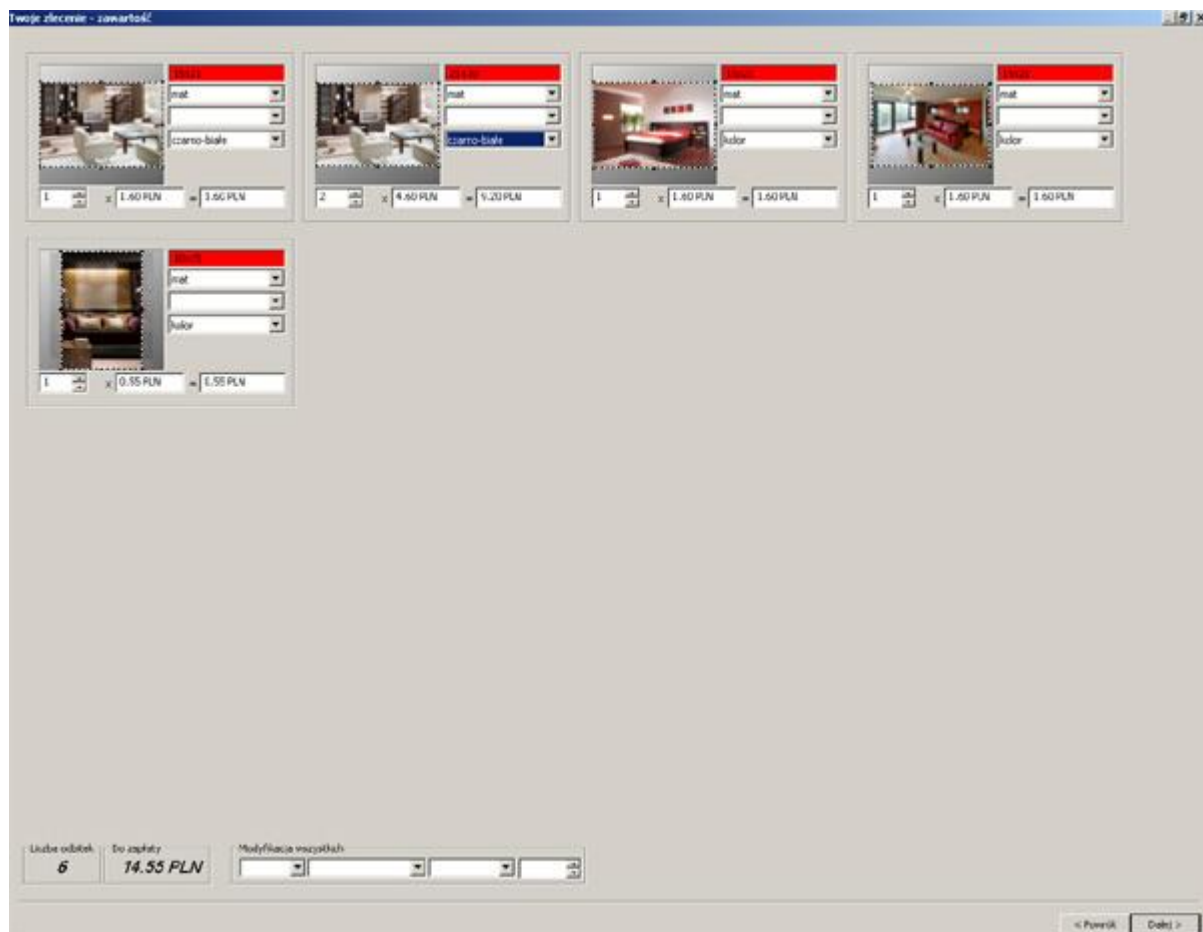 Twoje zlecenie - zawartość
15x21
mat
czarno-białe
1 x 1.60 PLN = 1.60 PLN
mat
czarno-białe
2 x 4.60 PLN = 9.20 PLN
15x21
mat
kolor
1 x 1.60 PLN = 1.60 PLN
15x21
mat
kolor
1 x 1.60 PLN = 1.60 PLN
mat
kolor
1 x 0.55 PLN = 0.55 PLN
Liczba odbitek
6
Do zapłaty
14.55 PLN
Modyfikacja wszystkich
< Powrót
Dalej >